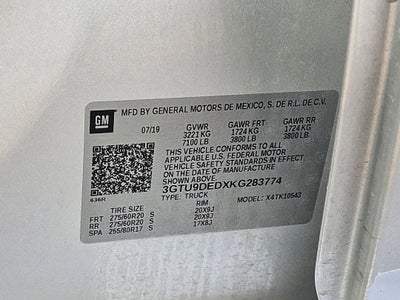 GM
MFD BY GENERAL MOTORS DE MEXICO, S. DE R.L. DE C.V.
07/19 GVWR GAWR FRT GAWR RR
3221 KG 1724 KG 1724 KG
7100 LB 3800 LB 3800 LB
THIS VEHICLE CONFORMS TO ALL
APPLICABLE U.S. FEDERAL MOTOR
VEHICLE SAFETY STANDARDS IN EFFECT
ON THE DATE OF MANUFACTURE SHOWN ABOVE.
3GTU9DEDXKG283774
TYPE: TRUCK MODEL: X4TK10543
636R
TIRE SIZE RIM
FRT 275/60R20 S 20X9J
RR 275/60R20 S 20X9J
SPA 255/80R17 S 17X8J